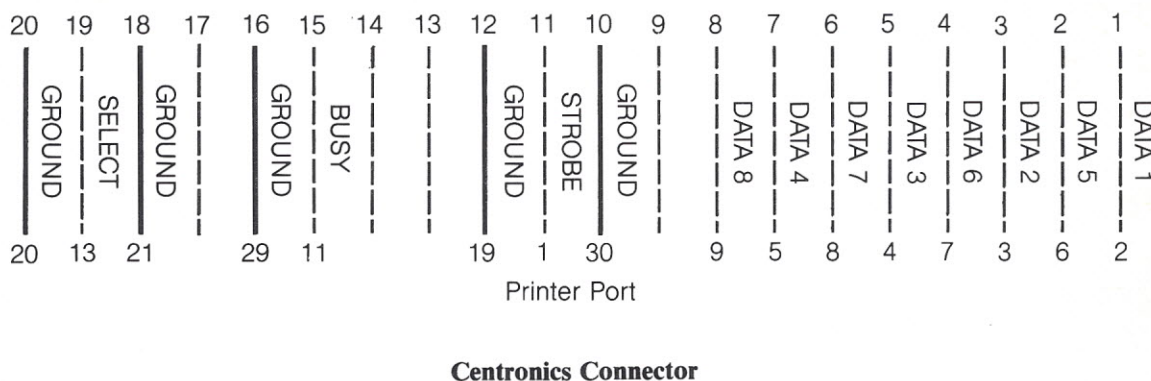 20 19 18 17 16 15 14 13 12 11 10 9 8 7 6 5 4 3 2 1
GROUND SELECT GROUND GROUND BUSY GROUND STROBE GROUND DATA 8 DATA 4 DATA 7 DATA 3 DATA 6 DATA 2 DATA 5 DATA 1
20 13 21 29 11 19 1 30 9 5 8 4 7 3 6 2
Printer Port
Centronics Connector